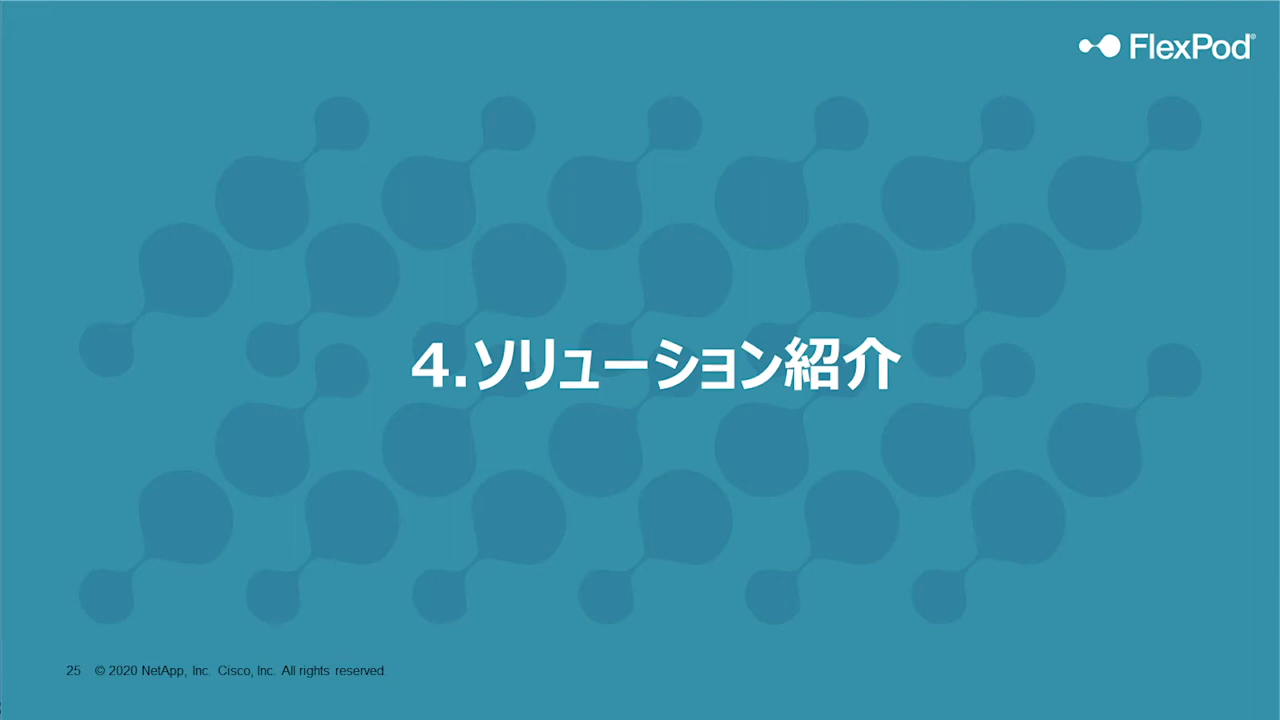 FlexPod®
4.ソリューション紹介
25 © 2020 NetApp, Inc. Cisco, Inc. All rights reserved.